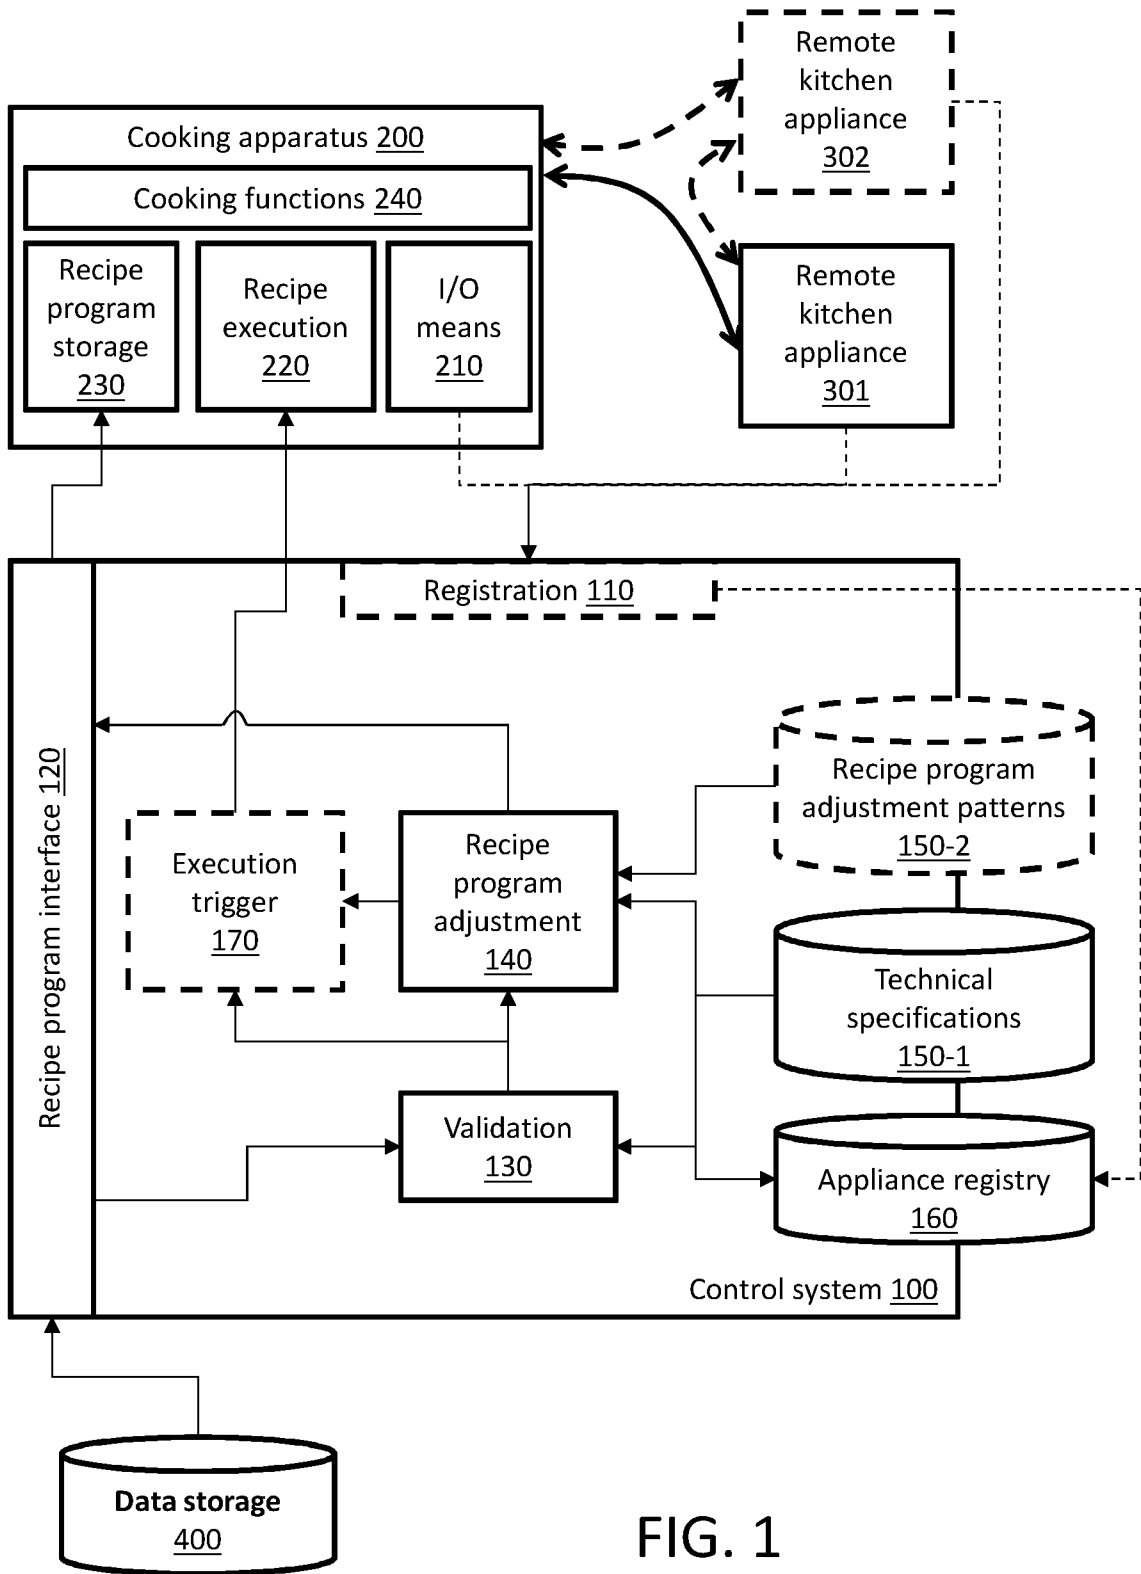 Remote
kitchen
appliance
302
Cooking apparatus 200
Cooking functions 240
Recipe
program
storage
230
Recipe
execution
220
I/O
means
210
Remote
kitchen
appliance
301
Registration 110
Recipe program interface 120
Recipe program
adjustment patterns
150-2
Execution
trigger
170
Recipe
program
adjustment
140
Technical
specifications
150-1
Validation
130
Appliance registry
160
Control system 100
Data storage
400
FIG. 1